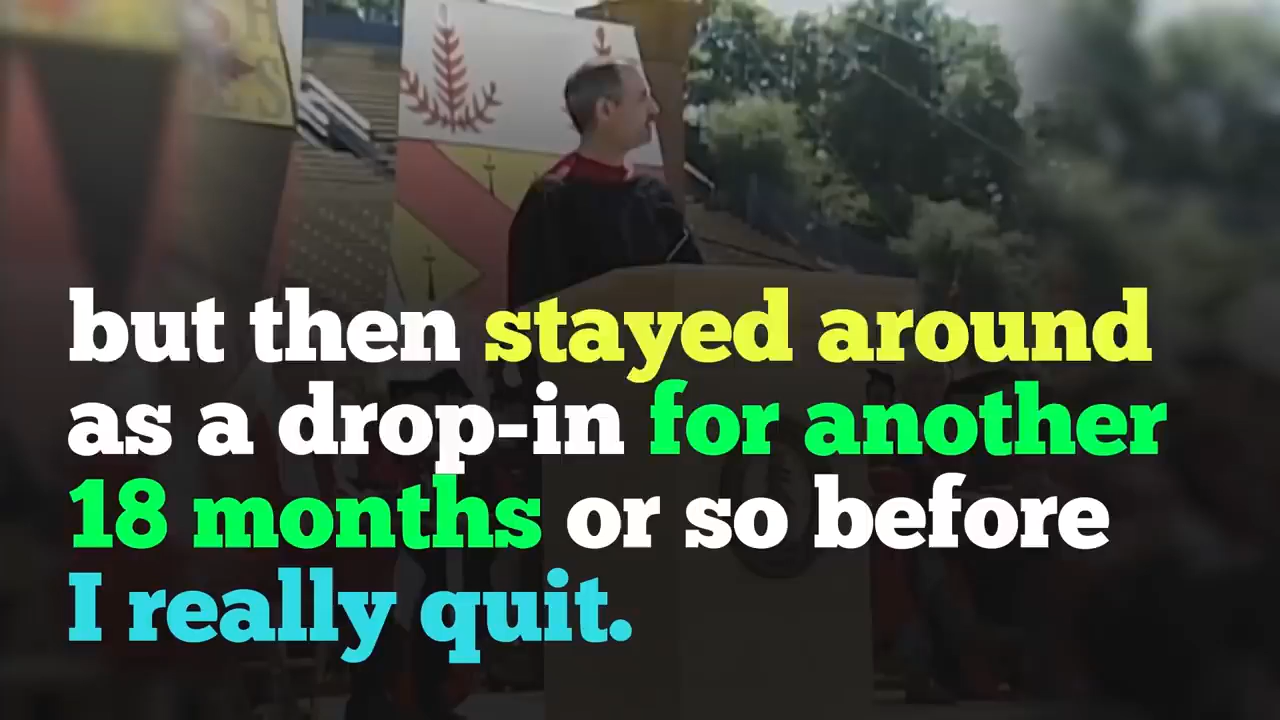 H
S
but then stayed around
as a drop-in for another
18 months or so before
I really quit.